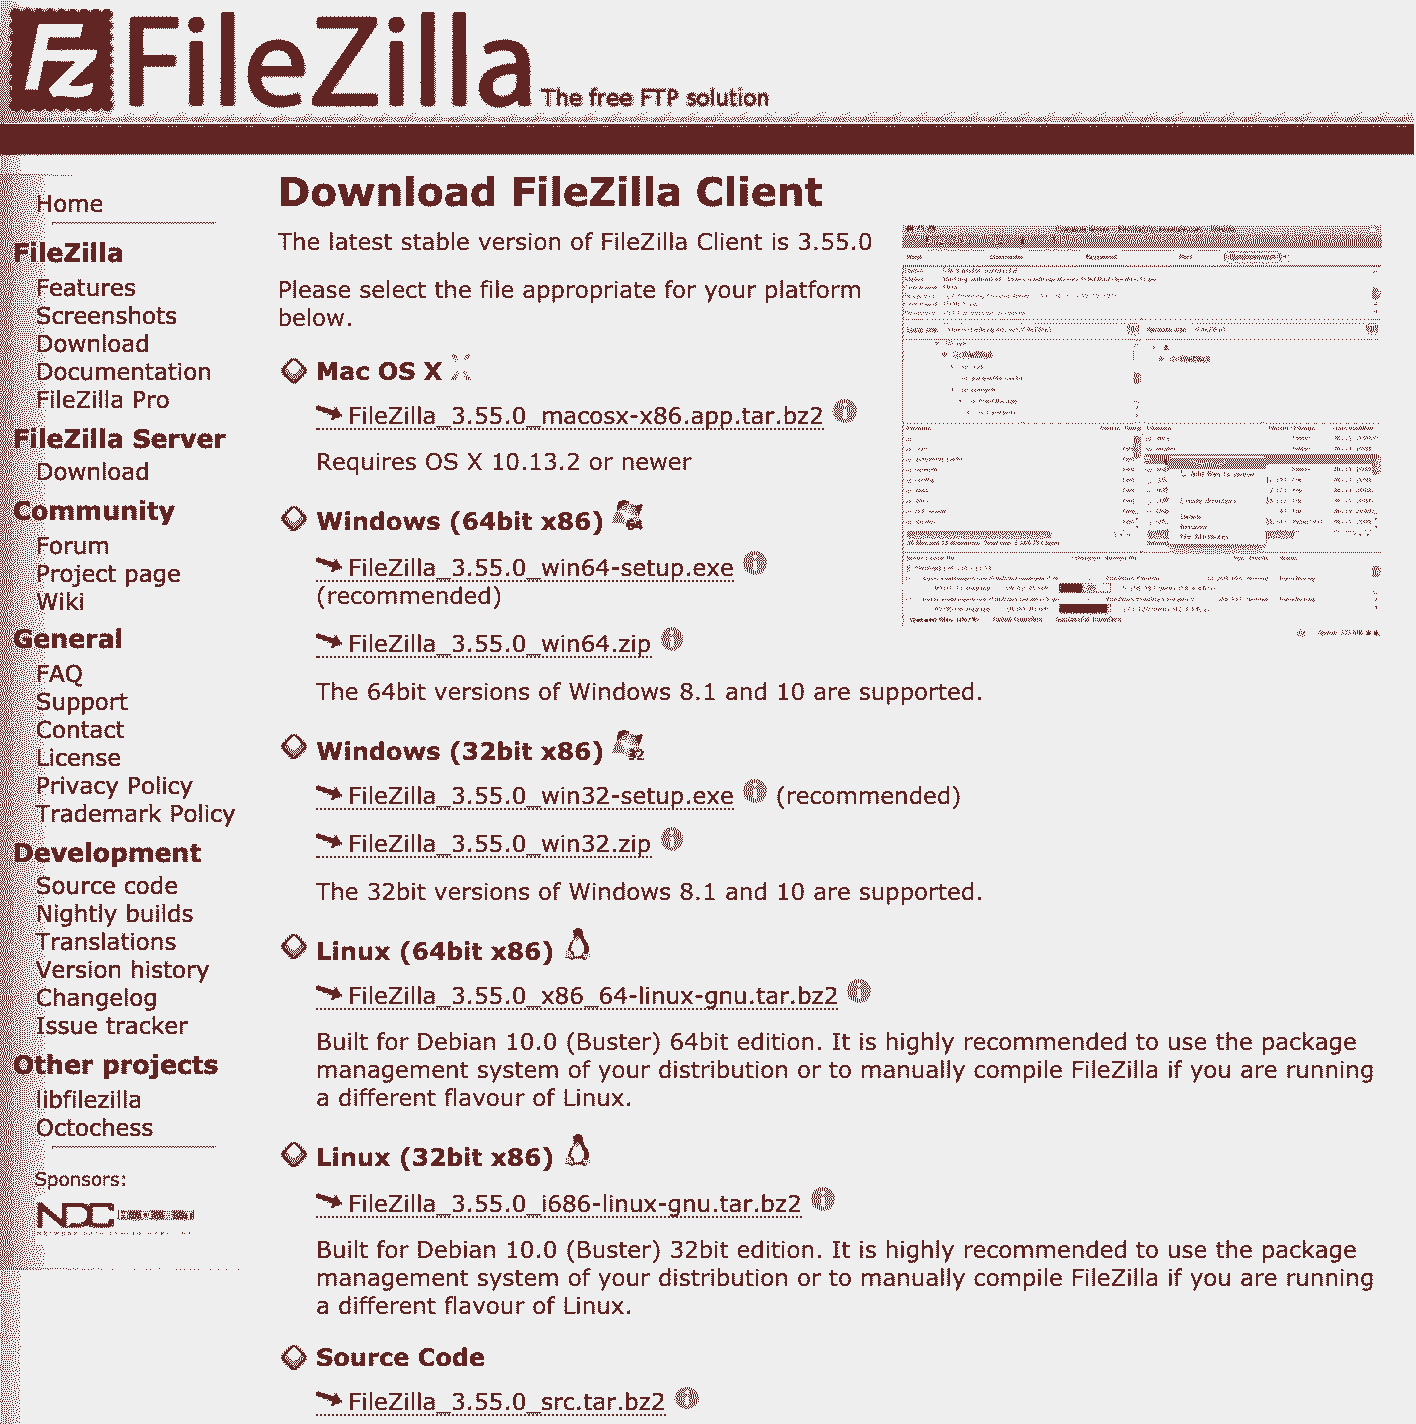 FileZilla The free FTP solution
Home
FileZilla
Features
Screenshots
Download
Documentation
FileZilla Pro
FileZilla Server
Download
Community
Forum
Project page
Wiki
General
FAQ
Support
Contact
License
Privacy Policy
Trademark Policy
Development
Source code
Nightly builds
Translations
Version history
Changelog
Issue tracker
Other projects
libfilezilla
Octochess
Sponsors:
NDC
Download FileZilla Client
The latest stable version of FileZilla Client is 3.55.0
Please select the file appropriate for your platform
below.
Mac OS X
FileZilla_3.55.0_macosx-x86.app.tar.bz2
Requires OS X 10.13.2 or newer
Windows (64bit x86)
FileZilla_3.55.0_win64-setup.exe
(recommended)
FileZilla_3.55.0_win64.zip
The 64bit versions of Windows 8.1 and 10 are supported.
Windows (32bit x86)
FileZilla_3.55.0_win32-setup.exe (recommended)
FileZilla_3.55.0_win32.zip
The 32bit versions of Windows 8.1 and 10 are supported.
Linux (64bit x86)
FileZilla_3.55.0_x86_64-linux-gnu.tar.bz2
Built for Debian 10.0 (Buster) 64bit edition. It is highly recommended to use the package
management system of your distribution or to manually compile FileZilla if you are running
a different flavour of Linux.
Linux (32bit x86)
FileZilla_3.55.0_i686-linux-gnu.tar.bz2
Built for Debian 10.0 (Buster) 32bit edition. It is highly recommended to use the package
management system of your distribution or to manually compile FileZilla if you are running
a different flavour of Linux.
Source Code
FileZilla_3.55.0_src.tar.bz2